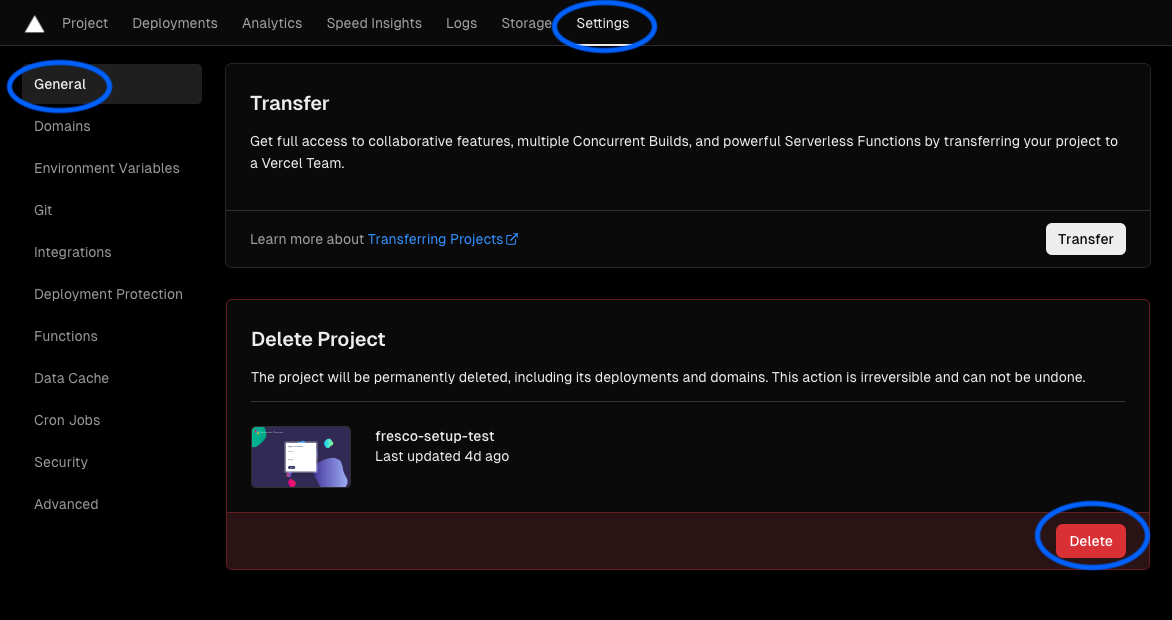 Project Deployments Analytics Speed Insights Logs Storage Settings
General
Domains
Environment Variables
Git
Integrations
Deployment Protection
Functions
Data Cache
Cron Jobs
Security
Advanced
Transfer
Get full access to collaborative features, multiple Concurrent Builds, and powerful Serverless Functions by transferring your project to
a Vercel Team.
Learn more about Transferring Projects
Transfer
Delete Project
The project will be permanently deleted, including its deployments and domains. This action is irreversible and can not be undone.
fresco-setup-test
Last updated 4d ago
Delete